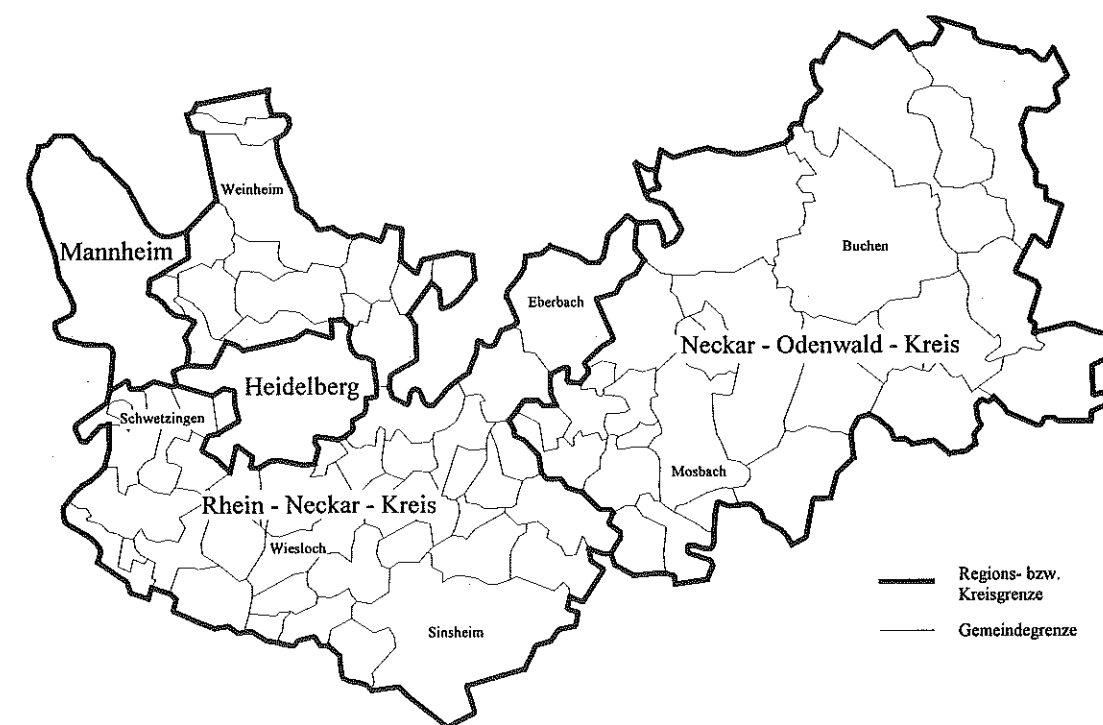 Weinheim
Mannheim
Buchen
Eberbach
Neckar - Odenwald - Kreis
Heidelberg
Schwetzingen
Mosbach
Rhein - Neckar - Kreis
Wiesloch
Regions- bzw.
Kreisgrenze
Sinsheim
Gemeindegrenze